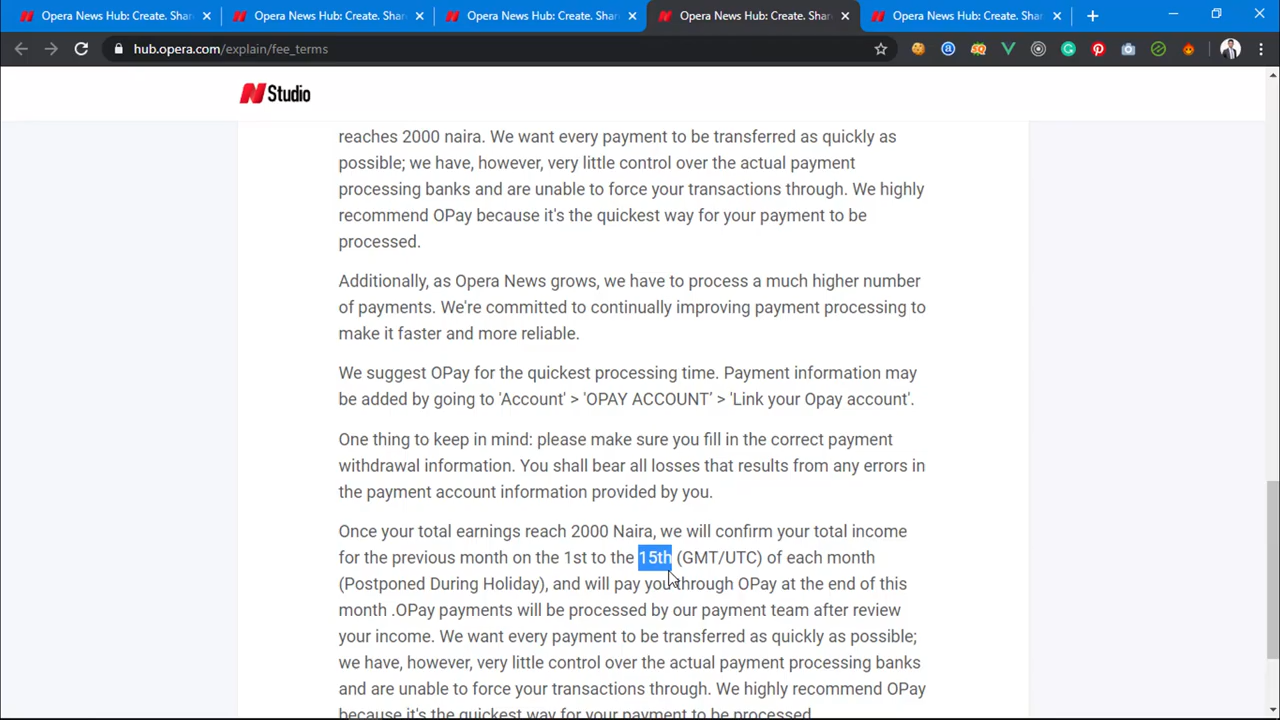 Opera News Hub: Create. Shar
Opera News Hub: Create. Share
Opera News Hub: Create. Shar
Opera News Hub: Create. Shar
Opera News Hub: Create. Shar
hub.opera.com/explain/fee_terms
N Studio
reaches 2000 naira. We want every payment to be transferred as quickly as
possible; we have, however, very little control over the actual payment
processing banks and are unable to force your transactions through. We highly
recommend OPay because it's the quickest way for your payment to be
processed.
Additionally, as Opera News grows, we have to process a much higher number
of payments. We're committed to continually improving payment processing to
make it faster and more reliable.
We suggest OPay for the quickest processing time. Payment information may
be added by going to 'Account' > 'OPAY ACCOUNT’ > 'Link your Opay account'.
One thing to keep in mind: please make sure you fill in the correct payment
withdrawal information. You shall bear all losses that results from any errors in
the payment account information provided by you.
Once your total earnings reach 2000 Naira, we will confirm your total income
for the previous month on the 1st to the 15th (GMT/UTC) of each month
(Postponed During Holiday), and will pay you through OPay at the end of this
month .OPay payments will be processed by our payment team after review
your income. We want every payment to be transferred as quickly as possible;
we have, however, very little control over the actual payment processing banks
and are unable to force your transactions through. We highly recommend OPay
because it's the quickest way for your payment to be processed.